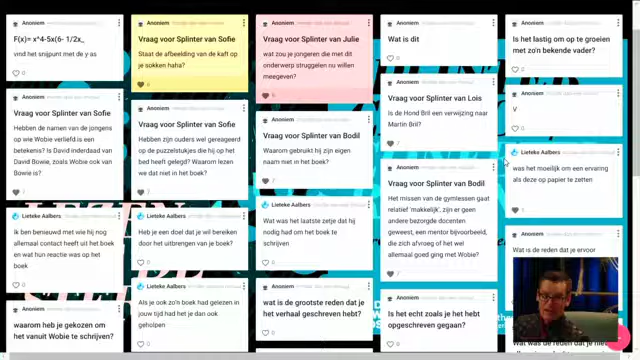 Anoniem
F(x)= x^4-5x(6- 1/2x_
vind het snijpunt met de y as
0
Anoniem
Vraag voor Splinter van Sofie
Hebben de namen van de jongens
op wie Wobie verliefd is een
betekenis? Is David inderdaad van
David Bowie, zoals Wobie ook van
Bowie is?
7
Lieteke Aalbers
Ik ben benieuwd met wie hij nog
allemaal contact heeft uit het boek
en wat hun reactie was op het
boek
0
Anoniem
waarom heb je gekozen om het
vanuit Wobie te schrijven?
Anoniem
Vraag voor Splinter van Sofie
Staat de afbeelding van de kaft op
je sokken haha?
Anoniem
Vraag voor Splinter van Sofie
Hebben zijn ouders wel gereageerd
op de puzzelstukjes die hij op het
bed heeft gelegd? Waarom lezen
we dat niet in het boek?
7
Lieteke Aalbers
Heb je een doel dat je wil
bereiken door het
uitbrengen van je boek?
0
Lieteke Aalbers
Als je ook zo'n boek had gelezen in
jouw tijd had het je dan ook
geholpen
0
Anoniem
Vraag voor Splinter van Julie
wat zou je jongeren die met dit
onderwerp struggelen nu willen
meegeven?
Anoniem
Vraag voor Splinter van Bodil
Waarom gebruikt hij zijn eigen
naam niet in het boek?
7
Lieteke Aalbers
Wat was het laatste zetje dat hij
nodig had om het boek te
schrijven
0
Anoniem
wat is de grootste reden dat je
het verhaal geschreven hebt?
0
Anoniem
Wat is dit
0
Anoniem
Vraag voor Splinter van Lois
Is de Hond Bril een verwijzing naar
Martin Bril?
7
Anoniem
Vraag voor Splinter van Bodil
Het missen van de gymlessen gaat
relatief 'makkelijk', zijn er geen
andere bezorgde docenten
geweest, een mentor bijvoorbeeld,
die zich afvroeg of het wel
allemaal goed ging met Wobie?
7
Anoniem
Is het echt zoals je het hebt
opgeschreven gegaan?
0
Anoniem
Is het lastig om op te groeien
met zo'n bekende vader?
2
Anoniem
V
0
Lieteke Aalbers
was het moeilijk om een ervaring
als deze op papier te zetten
Anoniem
Wat is de reden dat je ervoor